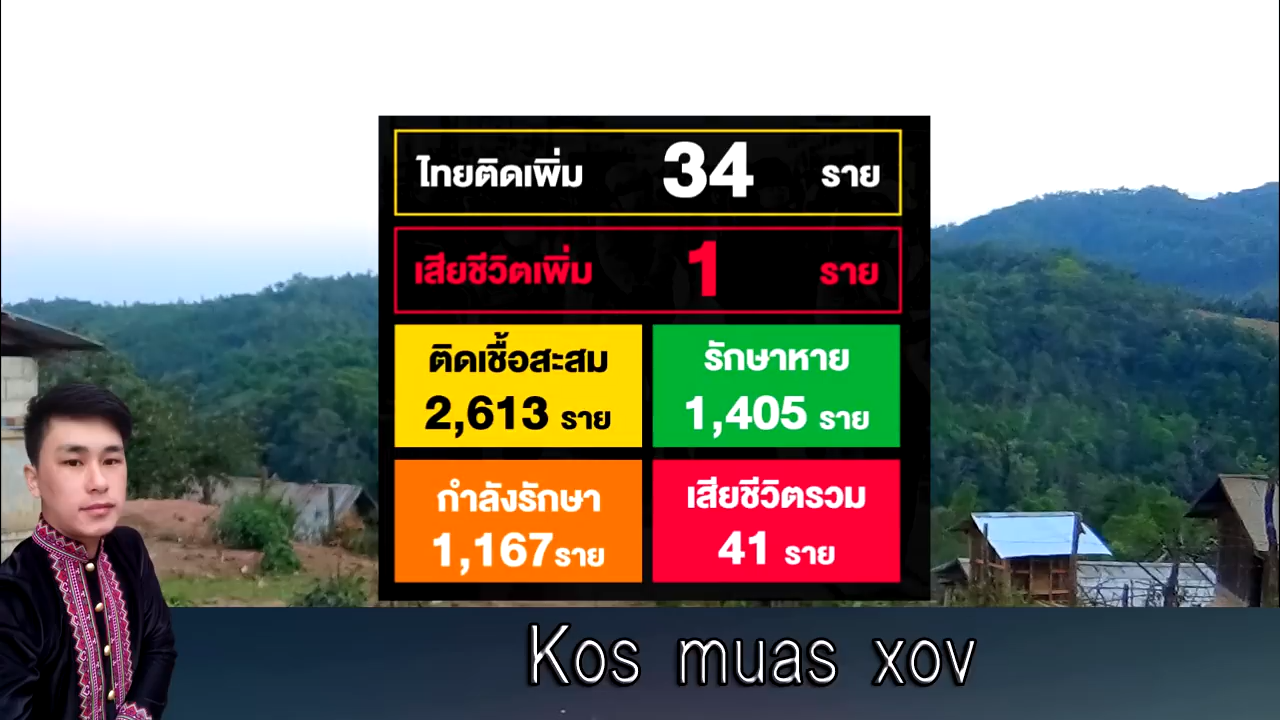 ไทยติดเพิ่ม 34 ราย
เสียชีวิตเพิ่ม 1 ราย
ติดเชื้อสะสม
2,613 ราย
รักษาหาย
1,405 ราย
กำลังรักษา
1,167ราย
เสียชีวิตรวม
41 ราย
Kos muas xov